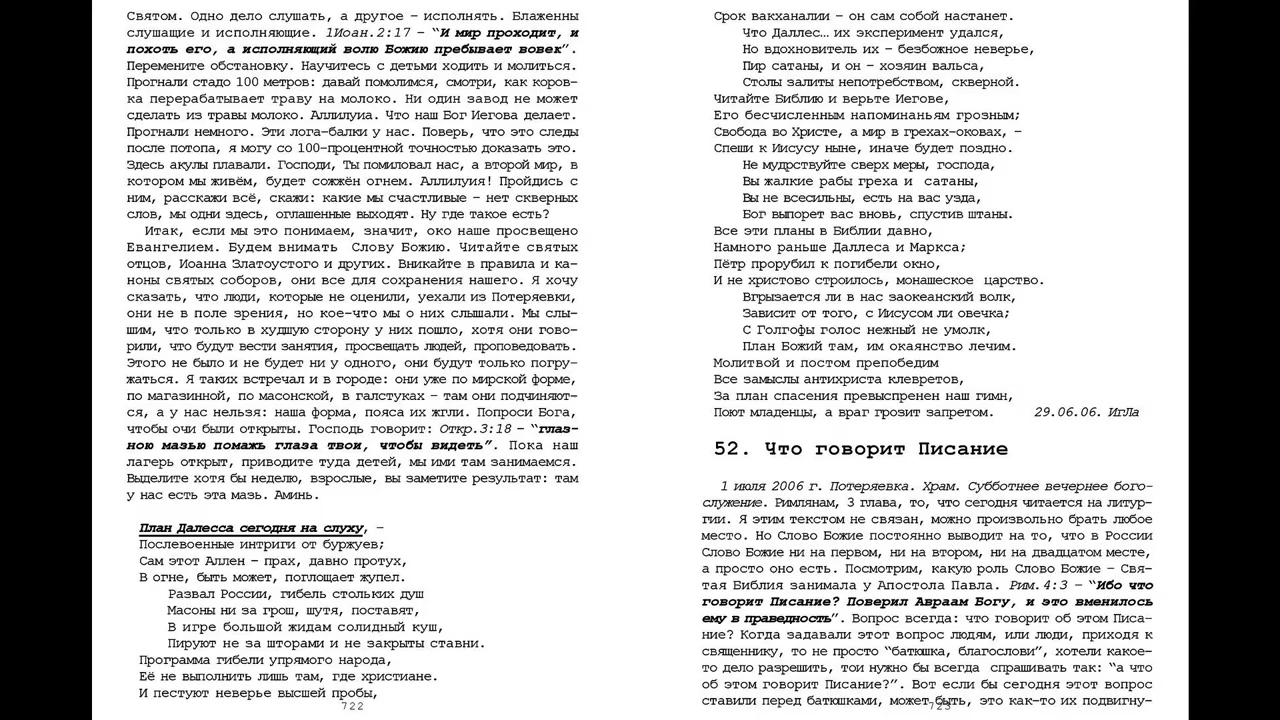 Святом. Одно дело слушать, а другое – исполнять. Блаженны
слушащие и исполняющие. 1Иоан.2:17 – “И мир проходит, и
похоть его, а исполняющий волю Божию пребывает вовек”.
Перемените обстановку. Научитесь с детьми ходить и молиться.
Прогнали стадо 100 метров: давай помолимся, смотри, как коров-
ка перерабатывает траву на молоко. Ни один завод не может
сделать из травы молоко. Аллилуиа. Что наш Бог Иегова делает.
Прогнали немного. Эти лога-балки у нас. Поверь, что это следы
после потопа, я могу со 100-процентной точностью доказать это.
Здесь акулы плавали. Господи, Ты помиловал нас, а второй мир, в
котором мы живём, будет сожжён огнем. Аллилуия! Пройдись с
ним, расскажи всё, скажи: какие мы счастливые – нет скверных
слов, мы одни здесь, оглашенные выходят. Ну где такое есть?
Итак, если мы это понимаем, значит, око наше просвещено
Евангелием. Будем внимать Слову Божию. Читайте святых
отцов, Иоанна Златоустого и других. Вникайте в правила и ка-
ноны святых соборов, они все для сохранения нашего. Я хочу
сказать, что люди, которые не оценили, уехали из Потеряевки,
они не в поле зрения, но кое-что мы о них слышали. Мы слы-
шим, что только в худшую сторону у них пошло, хотя они гово-
рили, что будут вести занятия, просвещать людей, проповедовать.
Этого не было и не будет ни у одного, они будут только погру-
жаться. Я таких встречал и в городе: они уже по мирской форме,
по магазинной, по масонской, в галстуках – там они подчиняют-
ся, а у нас нельзя: наша форма, пояса их жгли. Попроси Бога,
чтобы очи были открыты. Господь говорит: Откр.3:18 – “глаз-
ною мазью помажь глаза твои, чтобы видеть”. Пока наш
лагерь открыт, приводите туда детей, мы ими там занимаемся.
Выделите хотя бы неделю, взрослые, вы заметите результат: там
у нас есть эта мазь. Аминь.
План Далесса сегодня на слуху, –
Послевоенные интриги от буржуев;
Сам этот Аллен – прах, давно протух,
В огне, быть может, поглощает жупел.
Развал России, гибель стольких душ
Масоны ни за грош, шутя, поставят,
В игре большой жидам солидный куш,
Пируют не за шторами и не закрыты ставни.
Программа гибели упрямого народа,
Её не выполнить лишь там, где христиане.
И пестуют неверье высшей пробы,
722
Срок вакханалии – он сам собой настанет.
Что Даллес… их эксперимент удался,
Но вдохновитель их – безбожное неверье,
Пир сатаны, и он – хозяин вальса,
Столы залиты непотребством, скверной.
Читайте Библию и верьте Иегове,
Его бесчисленным напоминаньям грозным;
Свобода во Христе, а мир в грехах-оковах, –
Спеши к Иисусу ныне, иначе будет поздно.
Не мудрствуйте сверх меры, господа,
Вы жалкие рабы греха и сатаны,
Вы не всесильны, есть на вас узда,
Бог выпорет вас вновь, спустив штаны.
Все эти планы в Библии давно,
Намного раньше Даллеса и Маркса;
Пётр прорубил к погибели окно,
И не христово строилось, монашеское царство.
Вгрызается ли в нас заокеанский волк,
Зависит от того, с Иисусом ли овечка;
С Голгофы голос нежный не умолк,
План Божий там, им окаянство лечим.
Молитвой и постом препобедим
Все замыслы антихриста клевретов,
За план спасения превыспренен наш гимн,
Поют младенцы, а враг грозит запретом. 29.06.06. ИгЛа
52. Что говорит Писание
1 июля 2006 г. Потеряевка. Храм. Субботнее вечернее бого-
служение. Римлянам, 3 глава, то, что сегодня читается на литур-
гии. Я этим текстом не связан, можно произвольно брать любое
место. Но Слово Божие постоянно выводит на то, что в России
Слово Божие ни на первом, ни на втором, ни на двадцатом месте,
а просто оно есть. Посмотрим, какую роль Слово Божие – Свя-
тая Библия занимала у Апостола Павла. Рим.4:3 – “Ибо что
говорит Писание? Поверил Авраам Богу, и это вменилось
ему в праведность”. Вопрос всегда: что говорит об этом Писа-
ние? Когда задавали этот вопрос людям, или люди, приходя к
священнику, то не просто “батюшка, благослови”, хотели какое-
то дело разрешить, тои нужно бы всегда спрашивать так: “а что
об этом говорит Писание?”. Вот если бы сегодня этот вопрос
ставили перед батюшками, может быть, это как-то их подвигну-
723